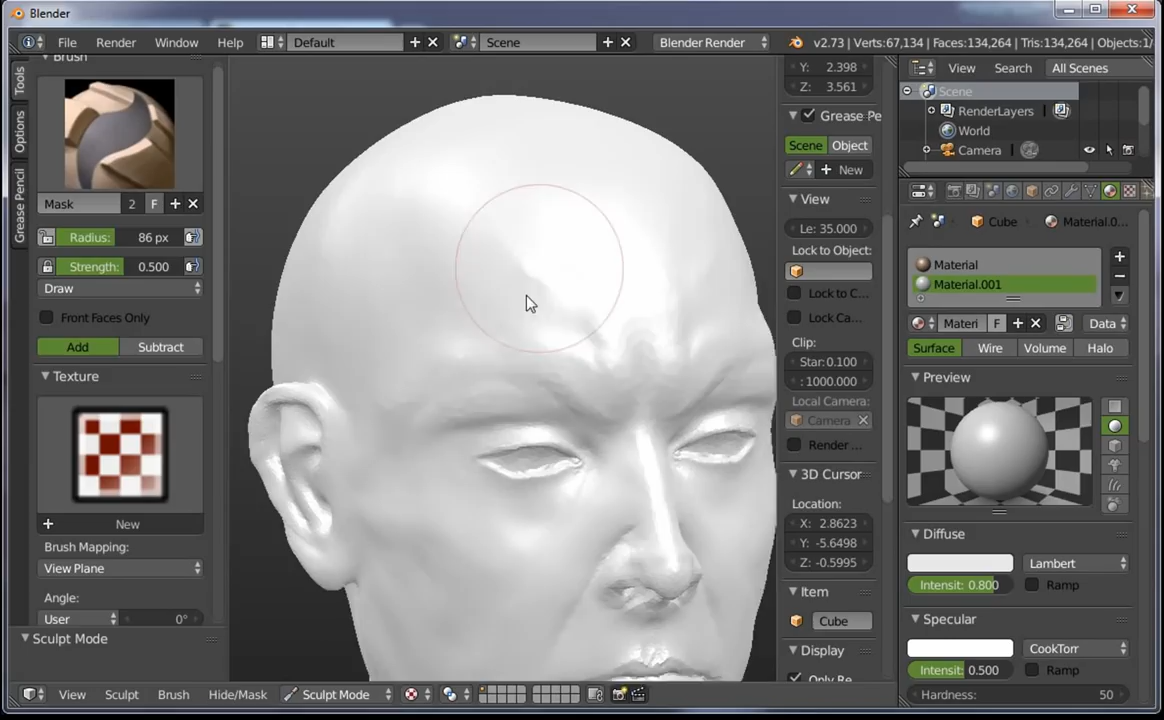 Blender
File Render Window Help Default Scene Blender Render v2.73 | Verts:67,134 | Faces:134,264 | Tris:134,264 | Objects:1/
Tools
Options
Grease Pencil
Brush
Mask 2 F
Radius: 86 px
Strength: 0.500
Draw
Front Faces Only
Add Subtract
Texture
New
Brush Mapping:
View Plane
Angle:
User 0°
Sculpt Mode
Y: 2.398
Z: 3.561
Grease Pe
Scene Object
New
View
Le: 35.000
Lock to Object:
Lock to C...
Lock Ca...
Clip:
Star: 0.100
: 1000.000
Local Camera:
Camera
Render ...
3D Cursor
Location:
X: 2.8623
Y: -5.6498
Z: -0.5995
Item
Cube
Display
Only Re
View Search All Scenes
Scene
RenderLayers
World
Camera
Cube Material.0...
Material
Material.001
Materi F Data
Surface Wire Volume Halo
Preview
Diffuse
Lambert
Intensit: 0.800 Ramp
Specular
CookTorr
Intensit: 0.500 Ramp
Hardness: 50
View Sculpt Brush Hide/Mask Sculpt Mode